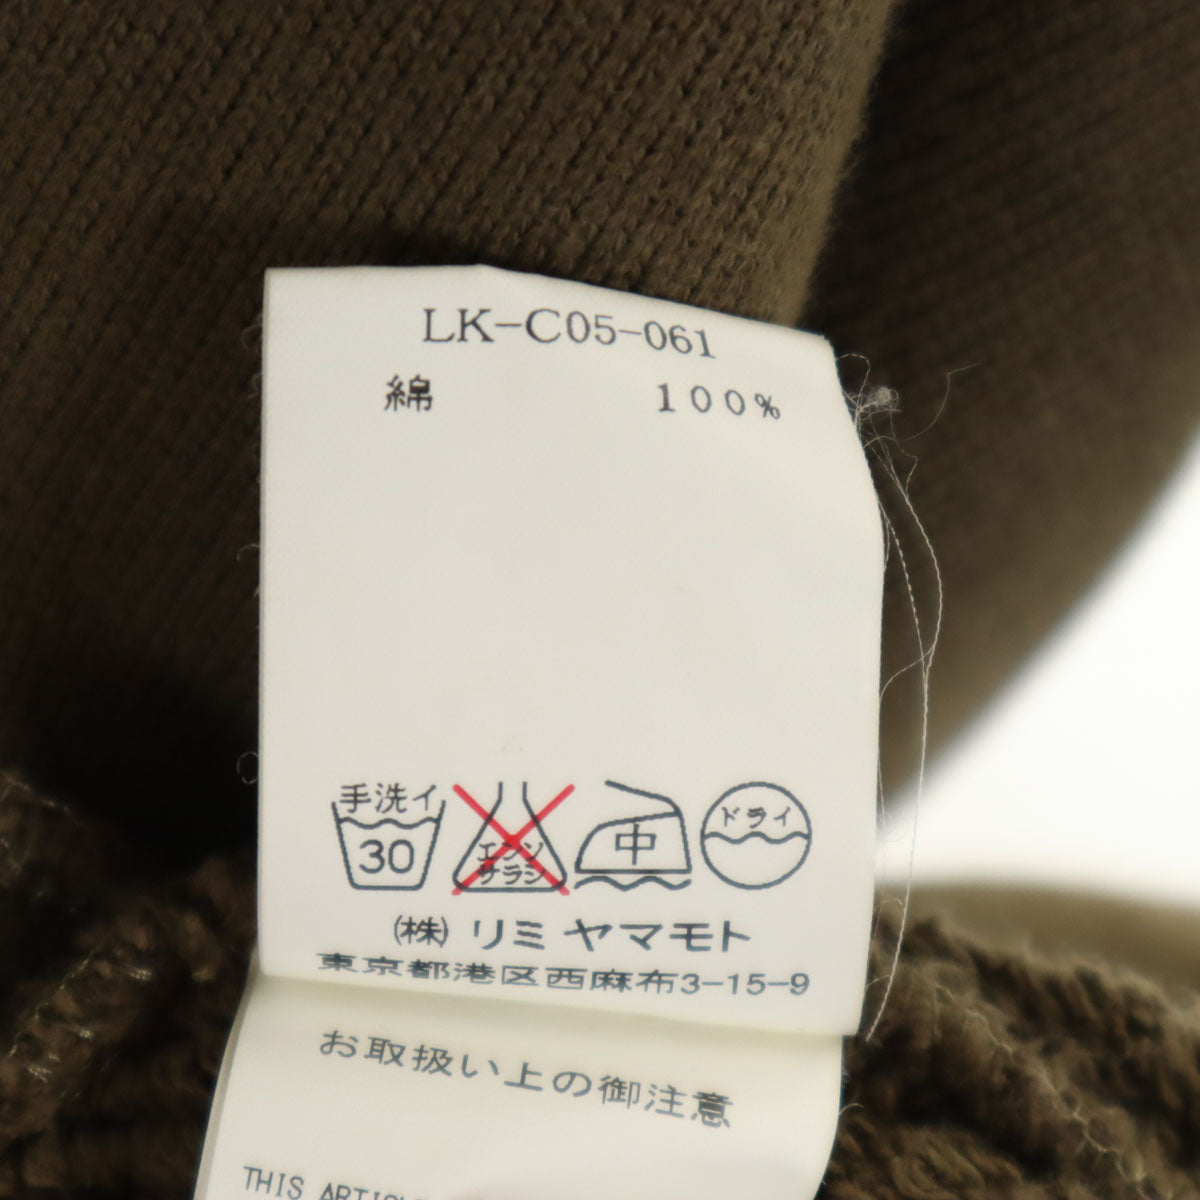 LK-C05-061
綿 100%
手洗イ 30 エンソ サラシ 中 ドライ
㈱ リミ ヤマモト
東京都港区西麻布3-15-9
お取扱い上の御注意
THIS